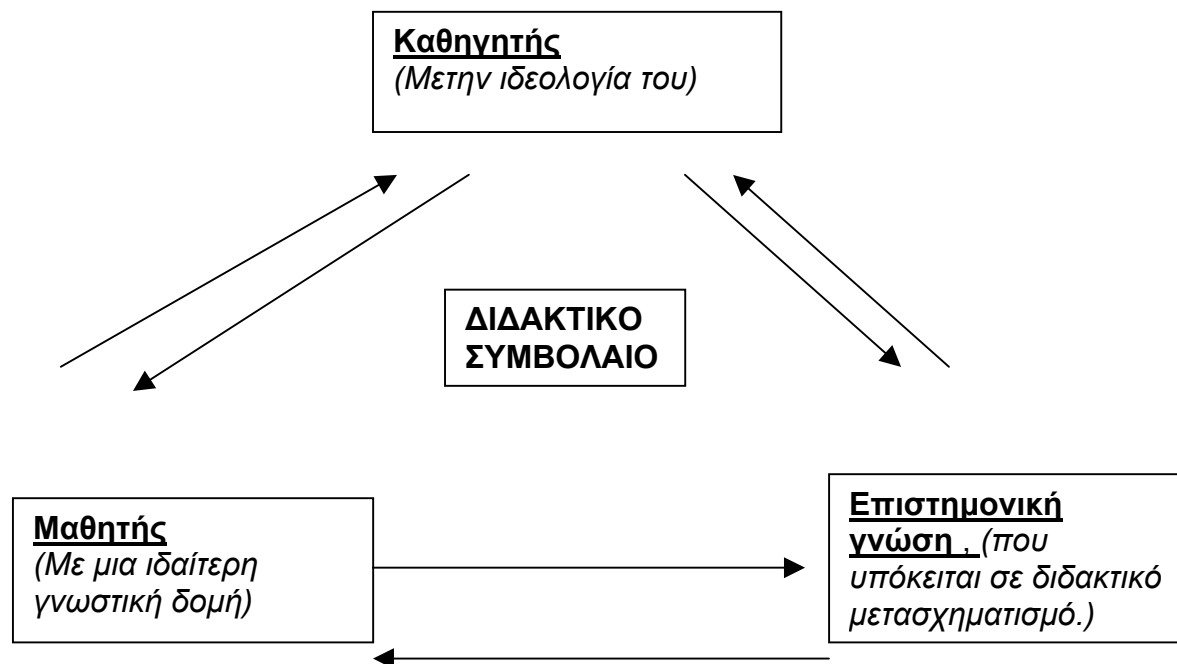 Καθηγητής
(Μετην ιδεολογία του)
ΔΙΔΑΚΤΙΚΟ
ΣΥΜΒΟΛΑΙΟ
Μαθητής
(Με μια ιδαίτερη
γνωστική δομή)
Επιστημονική
γνώση , (που
υπόκειται σε διδακτικό
μετασχηματισμό.)